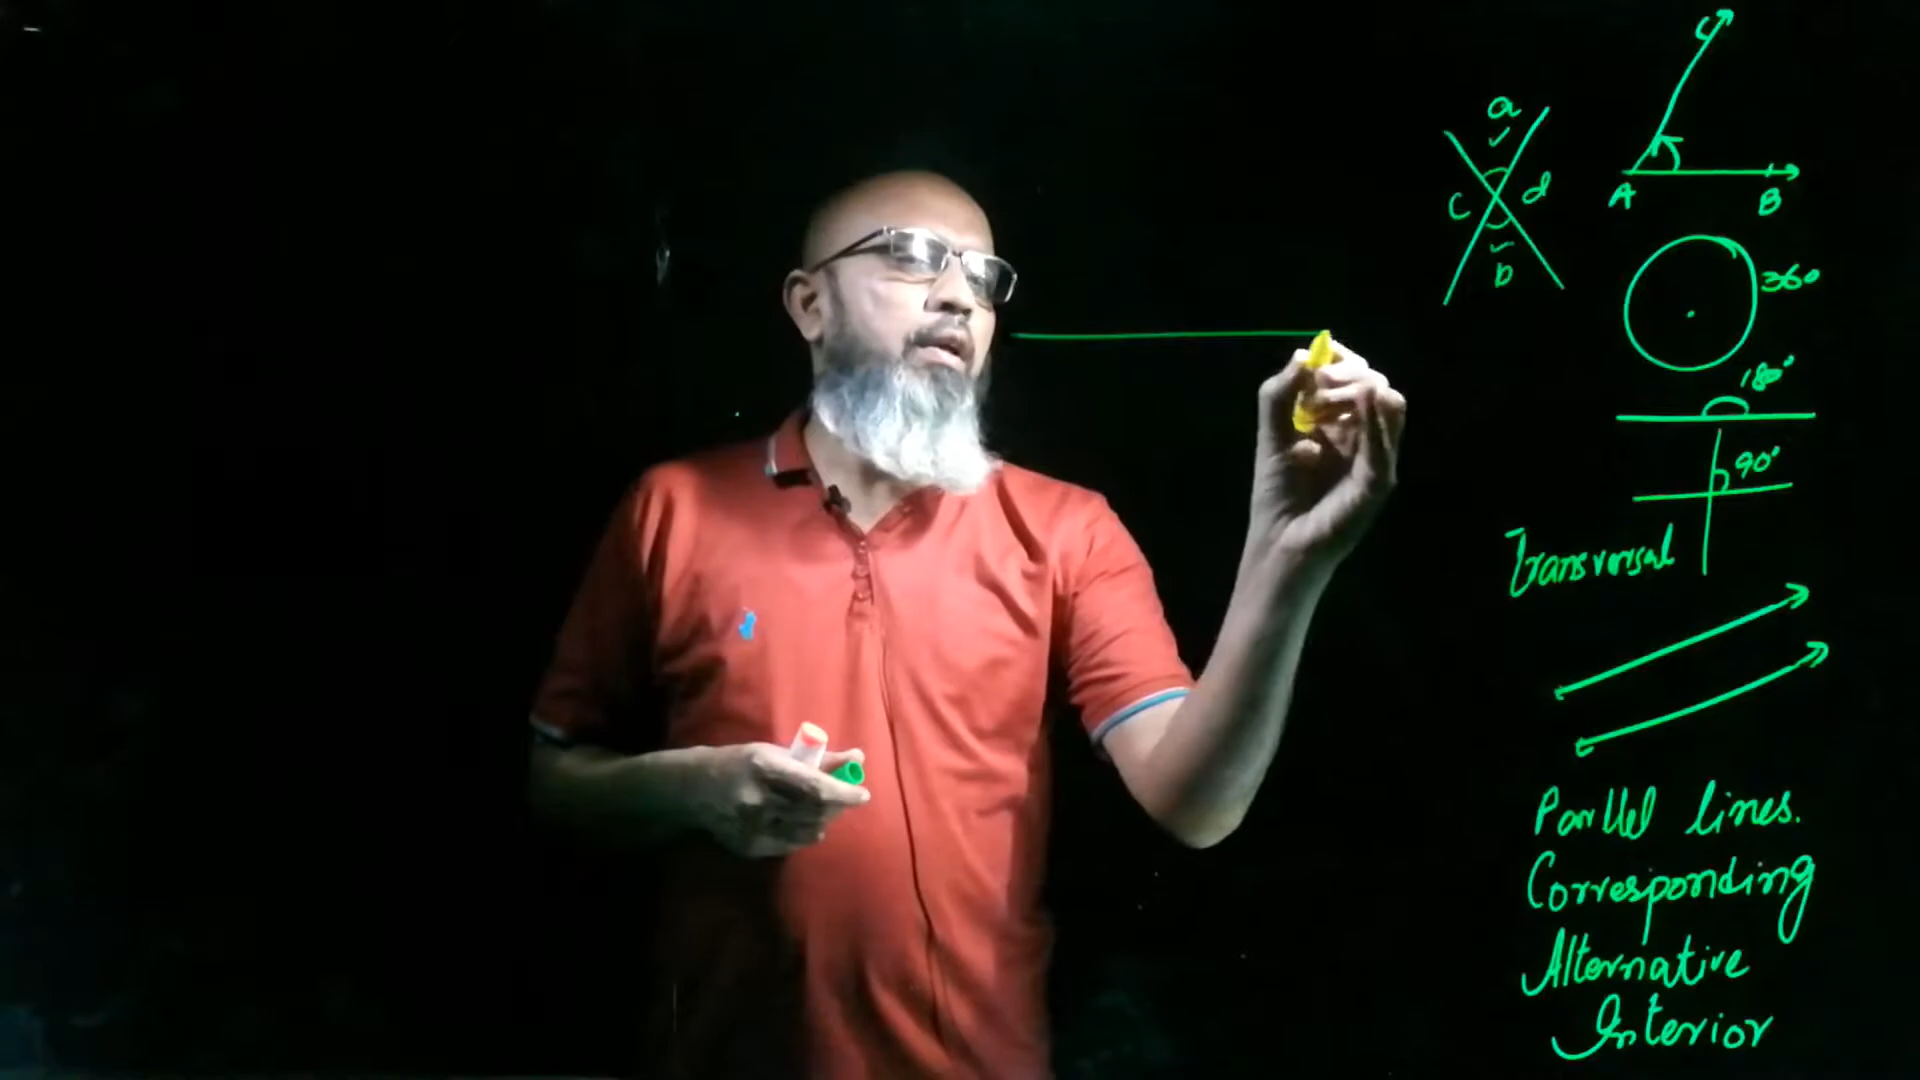 C
a
c d
b
A B
360
180°
90°
Transversal
Parllel lines.
Corresponding
Alternative
Interior